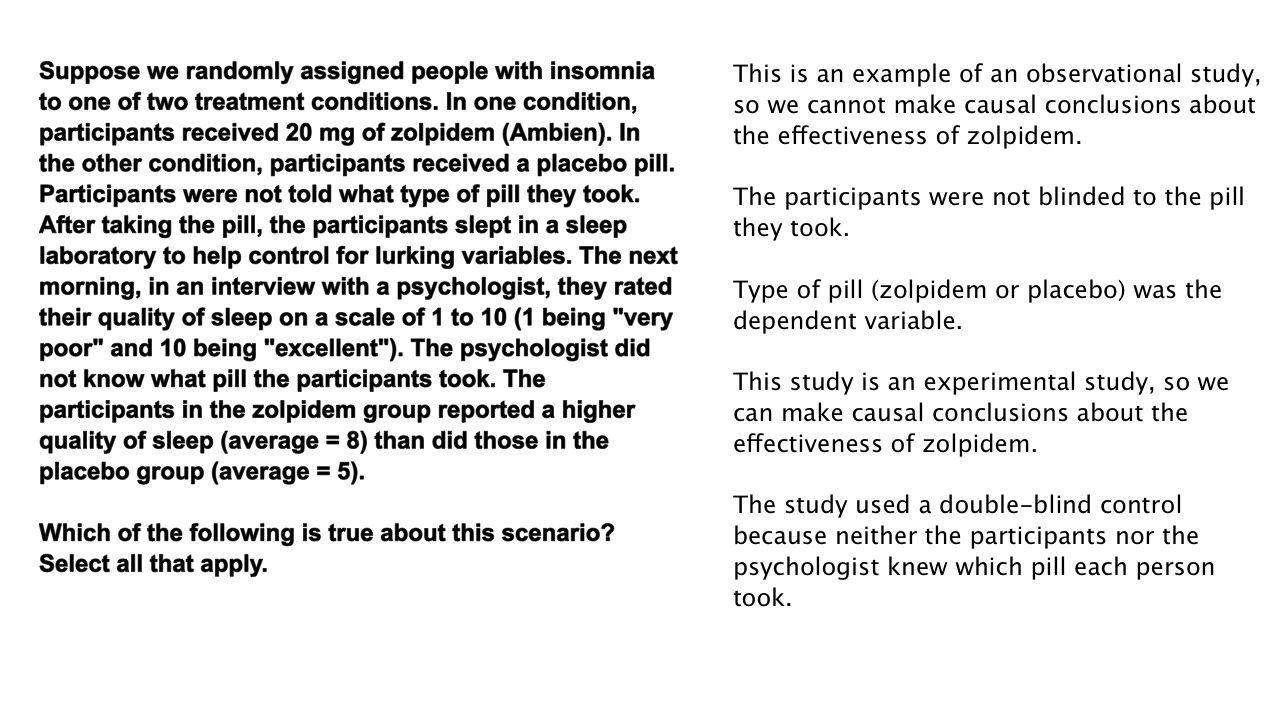 Suppose we randomly assigned people with insomnia
to one of two treatment conditions. In one condition,
participants received 20 mg of zolpidem (Ambien). In
the other condition, participants received a placebo pill.
Participants were not told what type of pill they took.
After taking the pill, the participants slept in a sleep
laboratory to help control for lurking variables. The next
morning, in an interview with a psychologist, they rated
their quality of sleep on a scale of 1 to 10 (1 being "very
poor" and 10 being "excellent"). The psychologist did
not know what pill the participants took. The
participants in the zolpidem group reported a higher
quality of sleep (average = 8) than did those in the
placebo group (average = 5).
Which of the following is true about this scenario?
Select all that apply.
This is an example of an observational study,
so we cannot make causal conclusions about
the effectiveness of zolpidem.
The participants were not blinded to the pill
they took.
Type of pill (zolpidem or placebo) was the
dependent variable.
This study is an experimental study, so we
can make causal conclusions about the
effectiveness of zolpidem.
The study used a double-blind control
because neither the participants nor the
psychologist knew which pill each person
took.